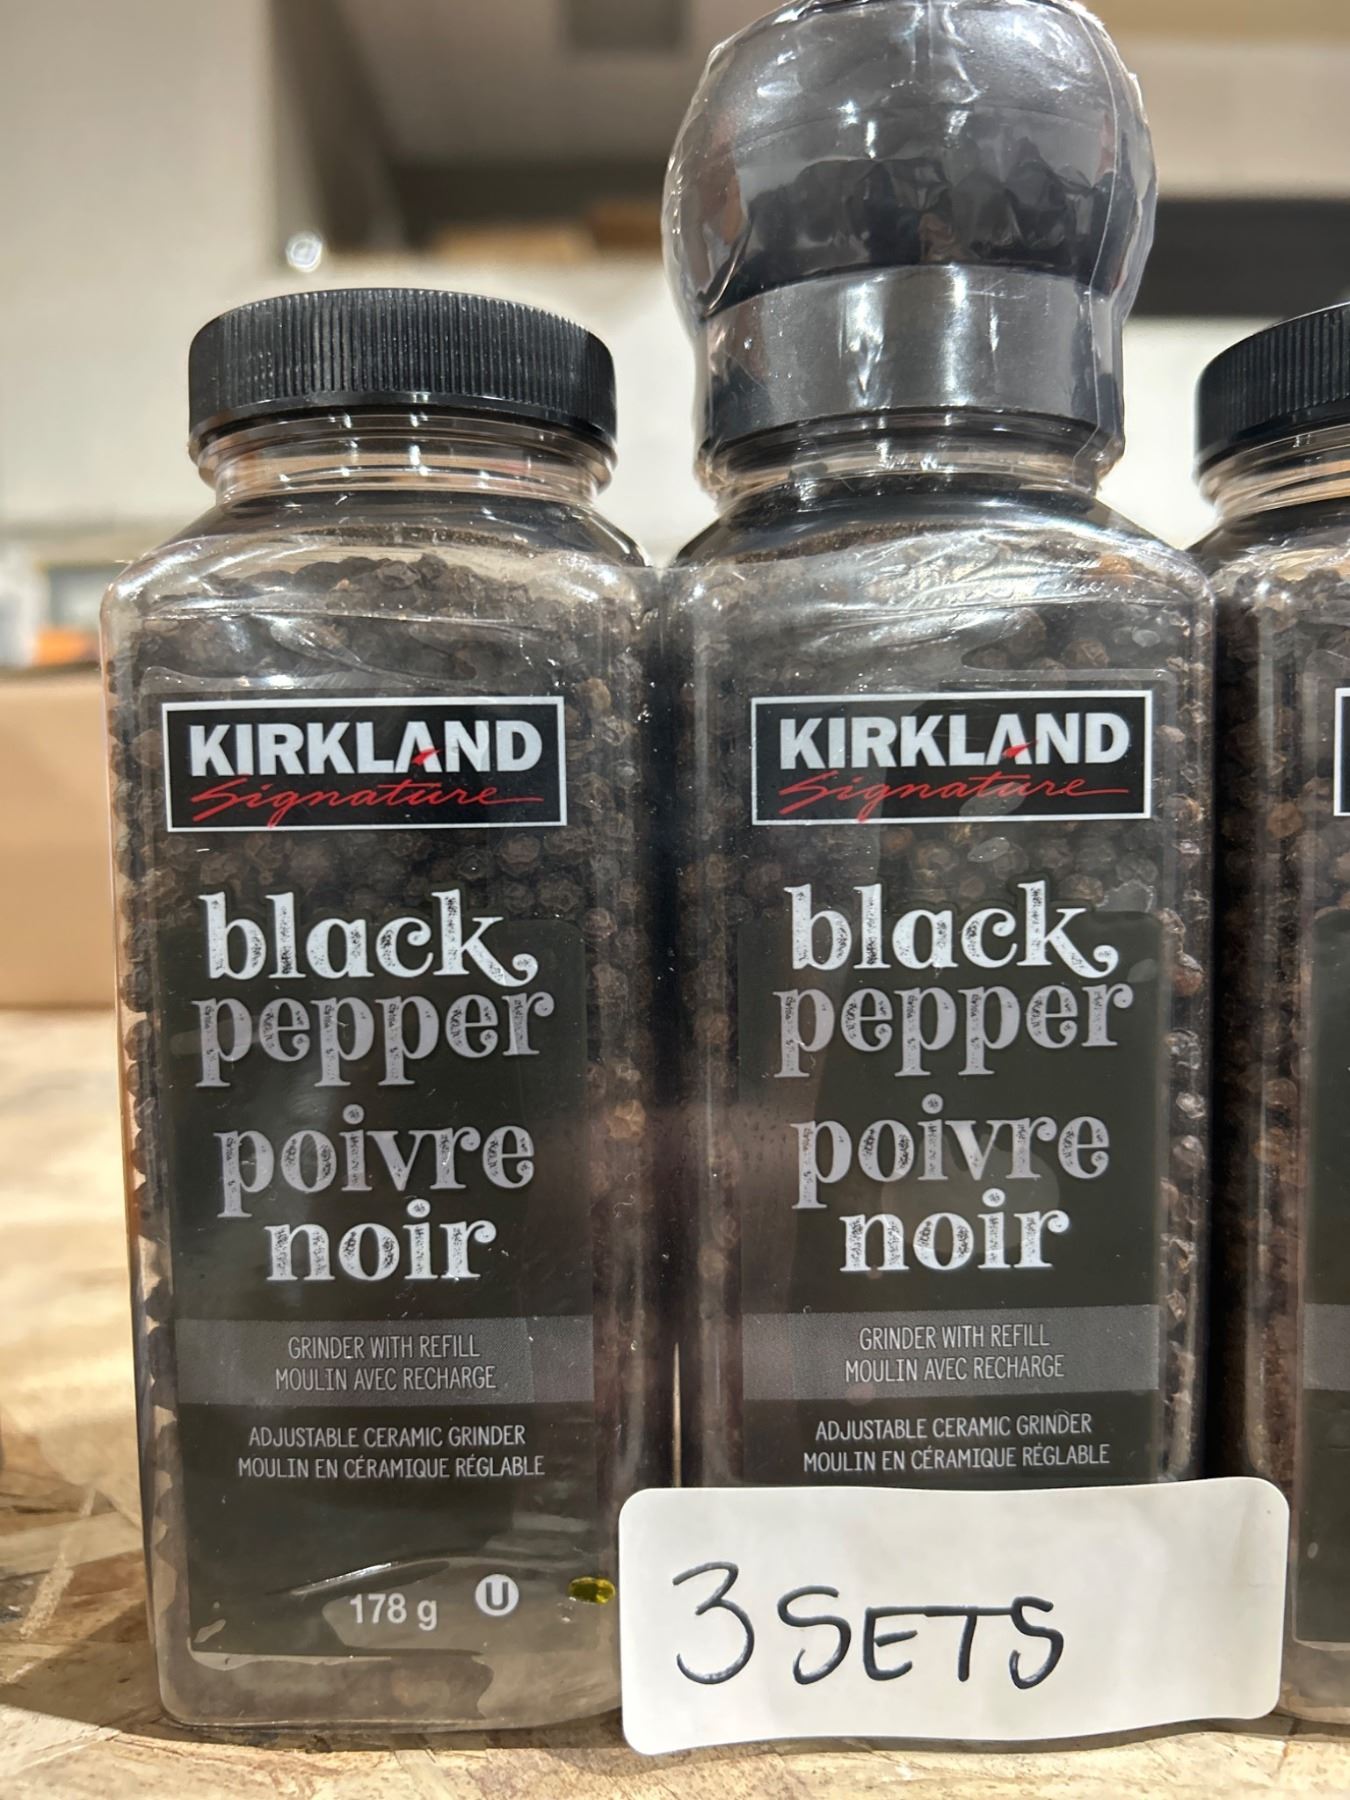 KIRKLAND
Signature
black
pepper
poivre
noir
GRINDER WITH REFILL
MOULIN AVEC RECHARGE
ADJUSTABLE CERAMIC GRINDER
MOULIN EN CÉRAMIQUE RÉGLABLE
178 g
U
KIRKLAND
Signature
black
pepper
poivre
noir
GRINDER WITH REFILL
MOULIN AVEC RECHARGE
ADJUSTABLE CERAMIC GRINDER
MOULIN EN CÉRAMIQUE RÉGLABLE
3 SETS